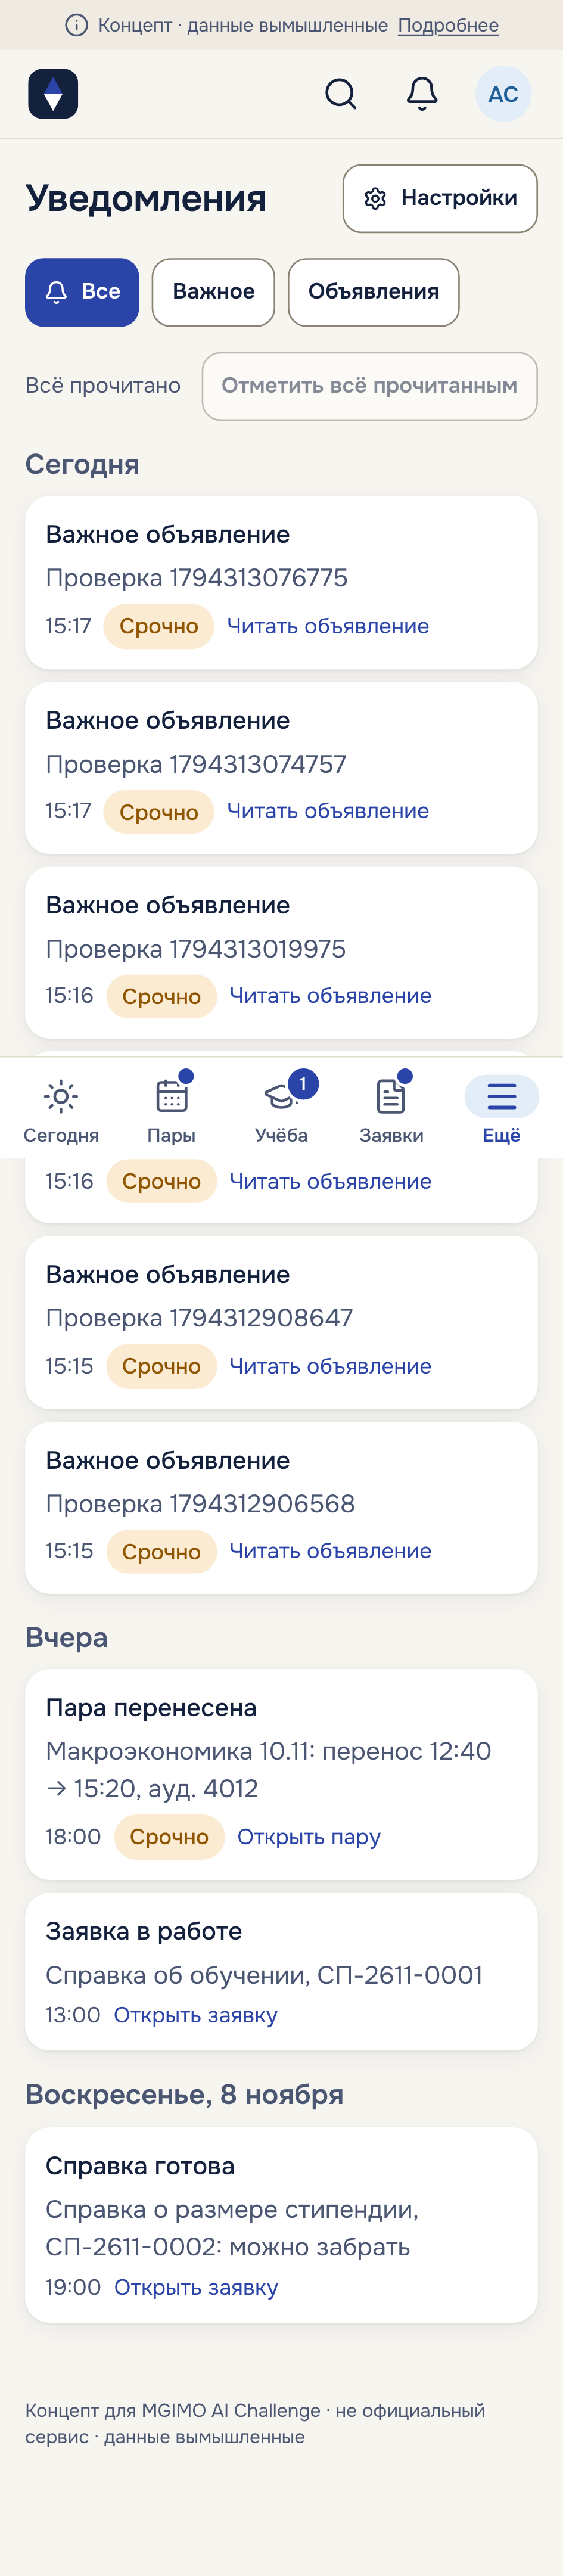 Концепт · данные вымышленные Подробнее
АС
Уведомления
Настройки
Все
Важное
Объявления
Всё прочитано
Отметить всё прочитанным
Сегодня
Важное объявление
Проверка 1794313076775
15:17 Срочно Читать объявление
Важное объявление
Проверка 1794313074757
15:17 Срочно Читать объявление
Важное объявление
Проверка 1794313019975
15:16 Срочно Читать объявление
Сегодня
Пары
1
Учёба
Заявки
Ещё
15:16 Срочно Читать объявление
Важное объявление
Проверка 1794312908647
15:15 Срочно Читать объявление
Важное объявление
Проверка 1794312906568
15:15 Срочно Читать объявление
Вчера
Пара перенесена
Макроэкономика 10.11: перенос 12:40
→ 15:20, ауд. 4012
18:00 Срочно Открыть пару
Заявка в работе
Справка об обучении, СП-2611-0001
13:00 Открыть заявку
Воскресенье, 8 ноября
Справка готова
Справка о размере стипендии,
СП-2611-0002: можно забрать
19:00 Открыть заявку
Концепт для MGIMO AI Challenge · не официальный
сервис · данные вымышленные